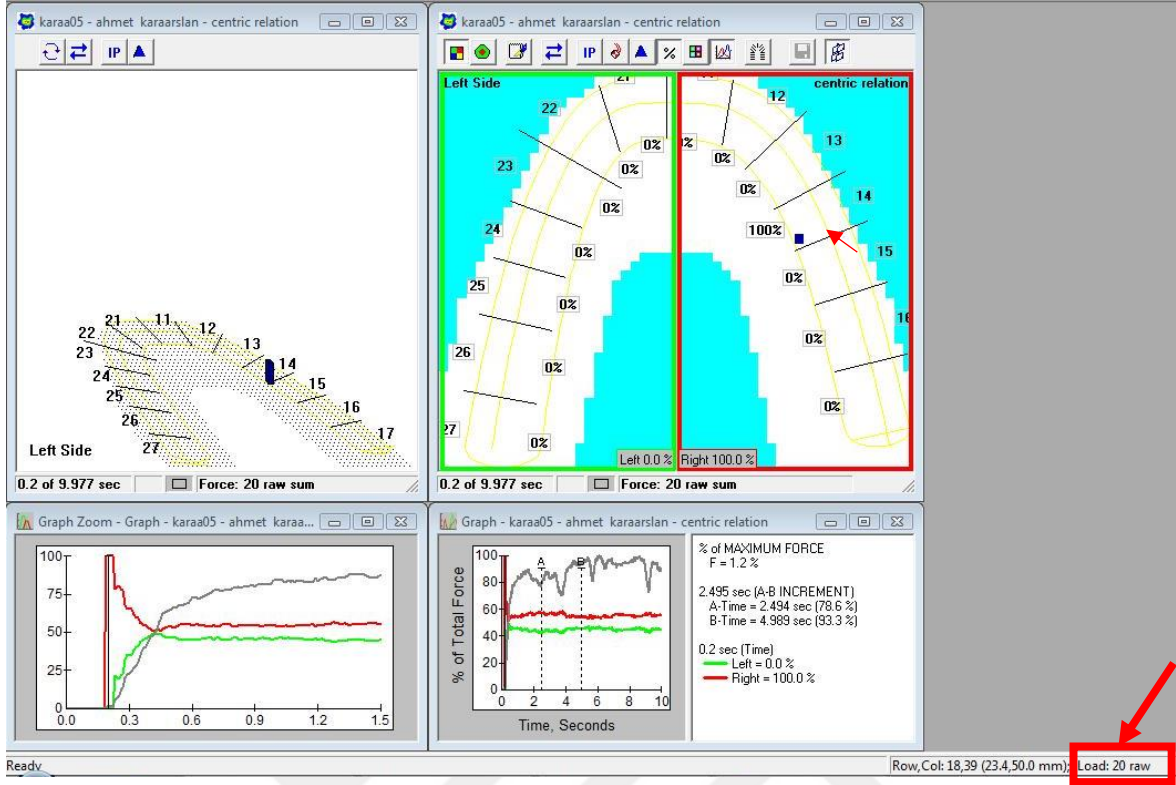 karaa05 - ahmet karaarslan - centric relation
IP
21 11 12
22
23 13
14
24 15
25 16
26 17
27
Left Side
0.2 of 9.977 sec Force: 20 raw sum
karaa05 - ahmet karaarslan - centric relation
IP %
Left Side centric relation
21 12
22
23 13
24 14
25 15
26 16
27
0% 0% 0% 0% 0% 0% 0% 0%
0% 0% 100% 0% 0% 0%
Left 0.0 % Right 100.0 %
0.2 of 9.977 sec Force: 20 raw sum
Graph Zoom - Graph - karaa05 - ahmet karaa...
100
75
50
25
0
0.0 0.3 0.6 0.9 1.2 1.5
Graph - karaa05 - ahmet karaarslan - centric relation
% of Total Force
100
80
60
40
20
0
A B
0 2 4 6 8 10
Time, Seconds
% of MAXIMUM FORCE
F = 1.2 %
2.495 sec (A-B INCREMENT)
A-Time = 2.494 sec (78.6 %)
B-Time = 4.989 sec (93.3 %)
0.2 sec (Time)
Left = 0.0 %
Right = 100.0 %
Ready Row,Col: 18,39 (23.4,50.0 mm); Load: 20 raw